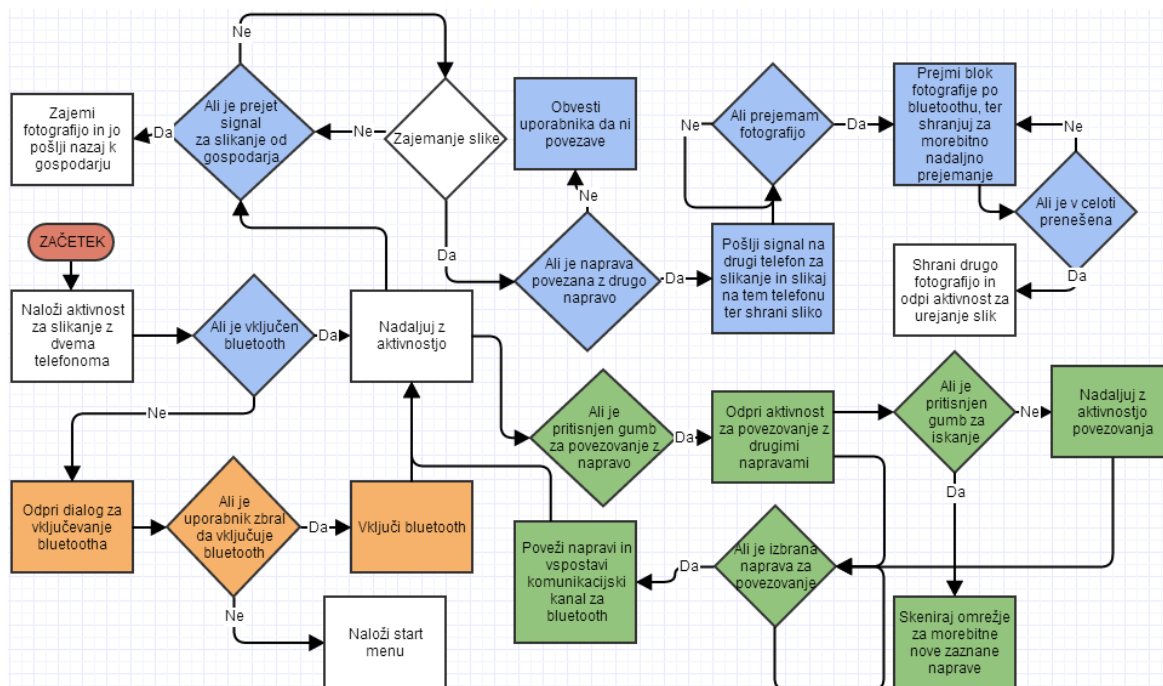 Ne
Zajemi
fotografijo in jo
pošlji nazaj k
gospodarju
Da
Ali je prejet
signal
za slikanje od
gospodarja
Ne
Zajemanje slike
Da
Obvesti
uporabnika da ni
povezave
Ne
Ali je naprava
povezana z drugo
napravo
Da
Ali prejemam
fotografijo
Ne
Da
Pošlji signal na
drugi telefon za
slikanje in slikaj
na tem telefonu
ter shrani sliko
Prejmi blok
fotografije po
bluetoothu, ter
shranjuj za
morebitno
nadaljno
prejemanje
Ne
Ali je v celoti
prenešena
Da
Shrani drugo
fotografijo in
odpi aktivnost za
urejanje slik
ZAČETEK
Naloži aktivnost
za slikanje z
dvema
telefonoma
Ali je vključen
bluetooth
Da
Ne
Nadaljuj z
aktivnostjo
Ali je
pritisnjen gumb
za povezovanje z
napravo
Da
Odpri aktivnost
za povezovanje z
drugimi
napravami
Ali je
pritisnjen gumb
za iskanje
Ne
Da
Nadaljuj z
aktivnostjo
povezovanja
Odpri dialog za
vključevanje
bluetootha
Ali je
uporabnik zbral
da vključuje
bluetooth
Da
Ne
Vključi bluetooth
Naloži start
menu
Poveži napravi in
vspostavi
komunikacijski
kanal za
bluetooth
Da
Ali je izbrana
naprava za
povezovanje
Skeniraj omrežje
za morebitne
nove zaznane
naprave